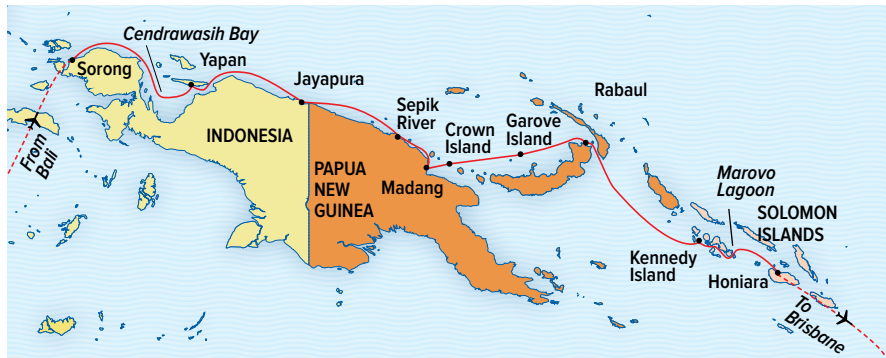 Cendrawasih Bay
Yapan
Sorong
Jayapura
Rabaul
Sepik
River
Garove
Island
Crown
Island
INDONESIA
From
Bali
PAPUA
NEW
GUINEA
Madang
Marovo
Lagoon
SOLOMON
ISLANDS
Kennedy
Island
Honiara
To
Brisbane